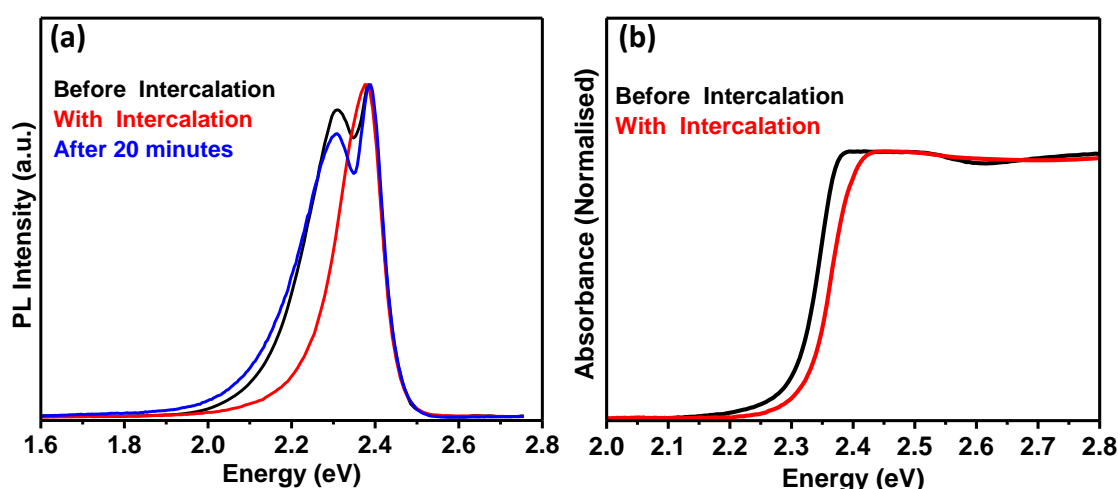 (a)
Before Intercalation
With Intercalation
After 20 minutes
PL Intensity (a.u.)
1.6 1.8 2.0 2.2 2.4 2.6 2.8
Energy (eV)
(b)
Before Intercalation
With Intercalation
Absorbance (Normalised)
2.0 2.1 2.2 2.3 2.4 2.5 2.6 2.7 2.8
Energy (eV)